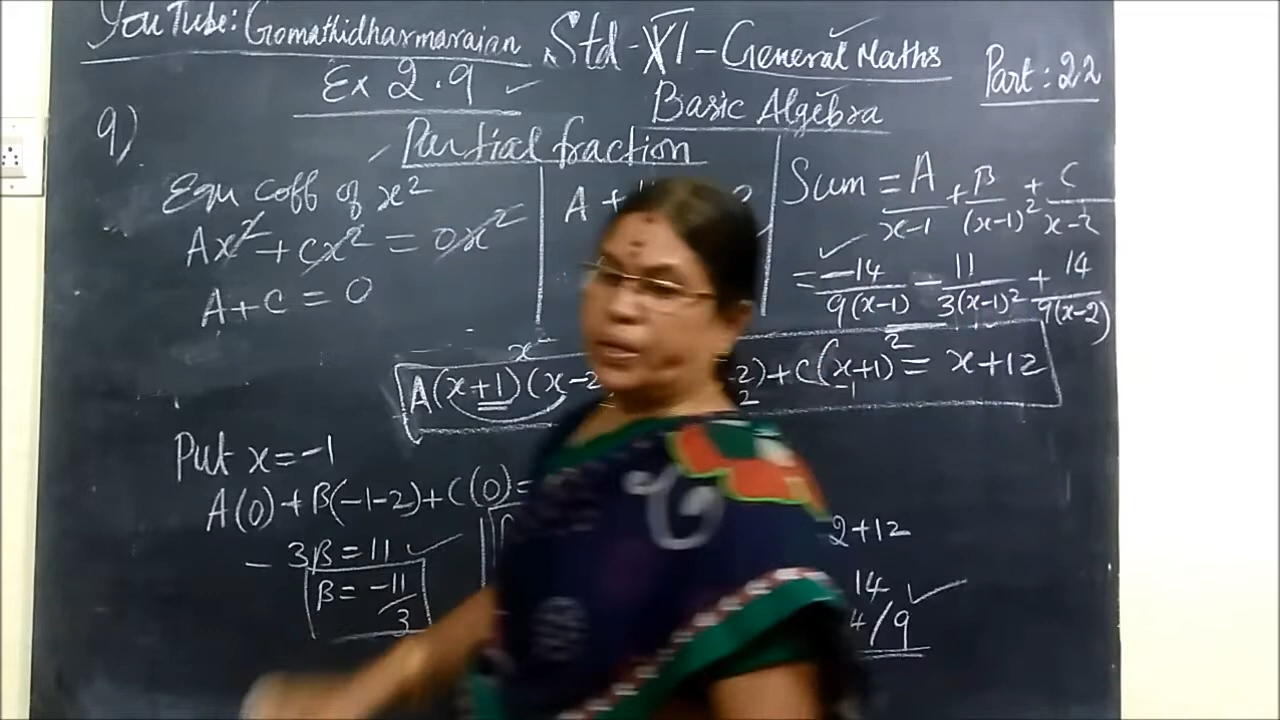 YouTube: Gomathidharmarajan Std-XI-General Maths
Ex 2.9
Basic Algebra
Part: 22
9)
Partial fraction
Equ coff of x²
Ax² + Cx² = 0x²
A+C = 0
A +
Sum = A/x-1 + B/(x-1)² + C/x-2
= -14/9(x-1) - 11/3(x-1)² + 14/9(x-2)
x²
A(x+1)(x-2 -2)+C(x+1)² = x+12
Put x=-1
A(0)+B(-1-2)+C(0)=
-3B=11
B= -11/3
2+12
14
4/9